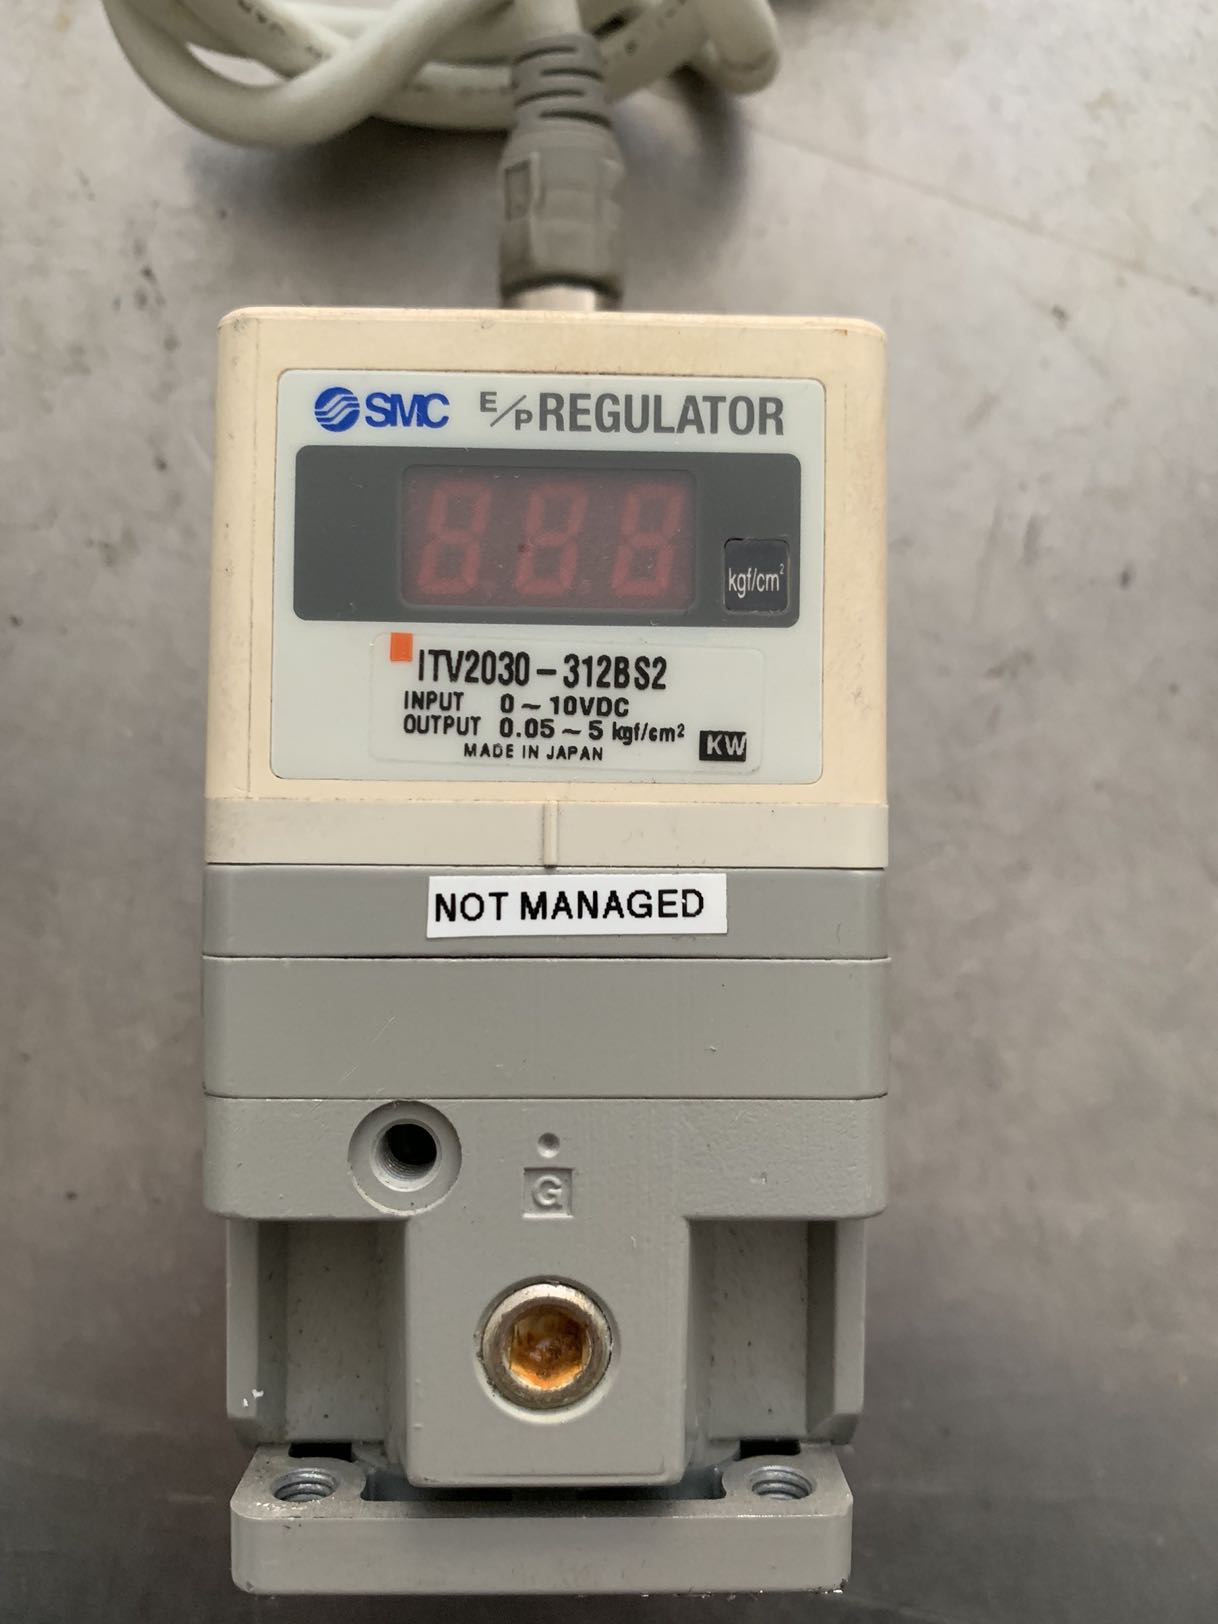 SMC E/P REGULATOR
kgf/cm²
ITV2030-312BS2
INPUT 0~10VDC
OUTPUT 0.05~5 kgf/cm²
KW
MADE IN JAPAN
NOT MANAGED
G